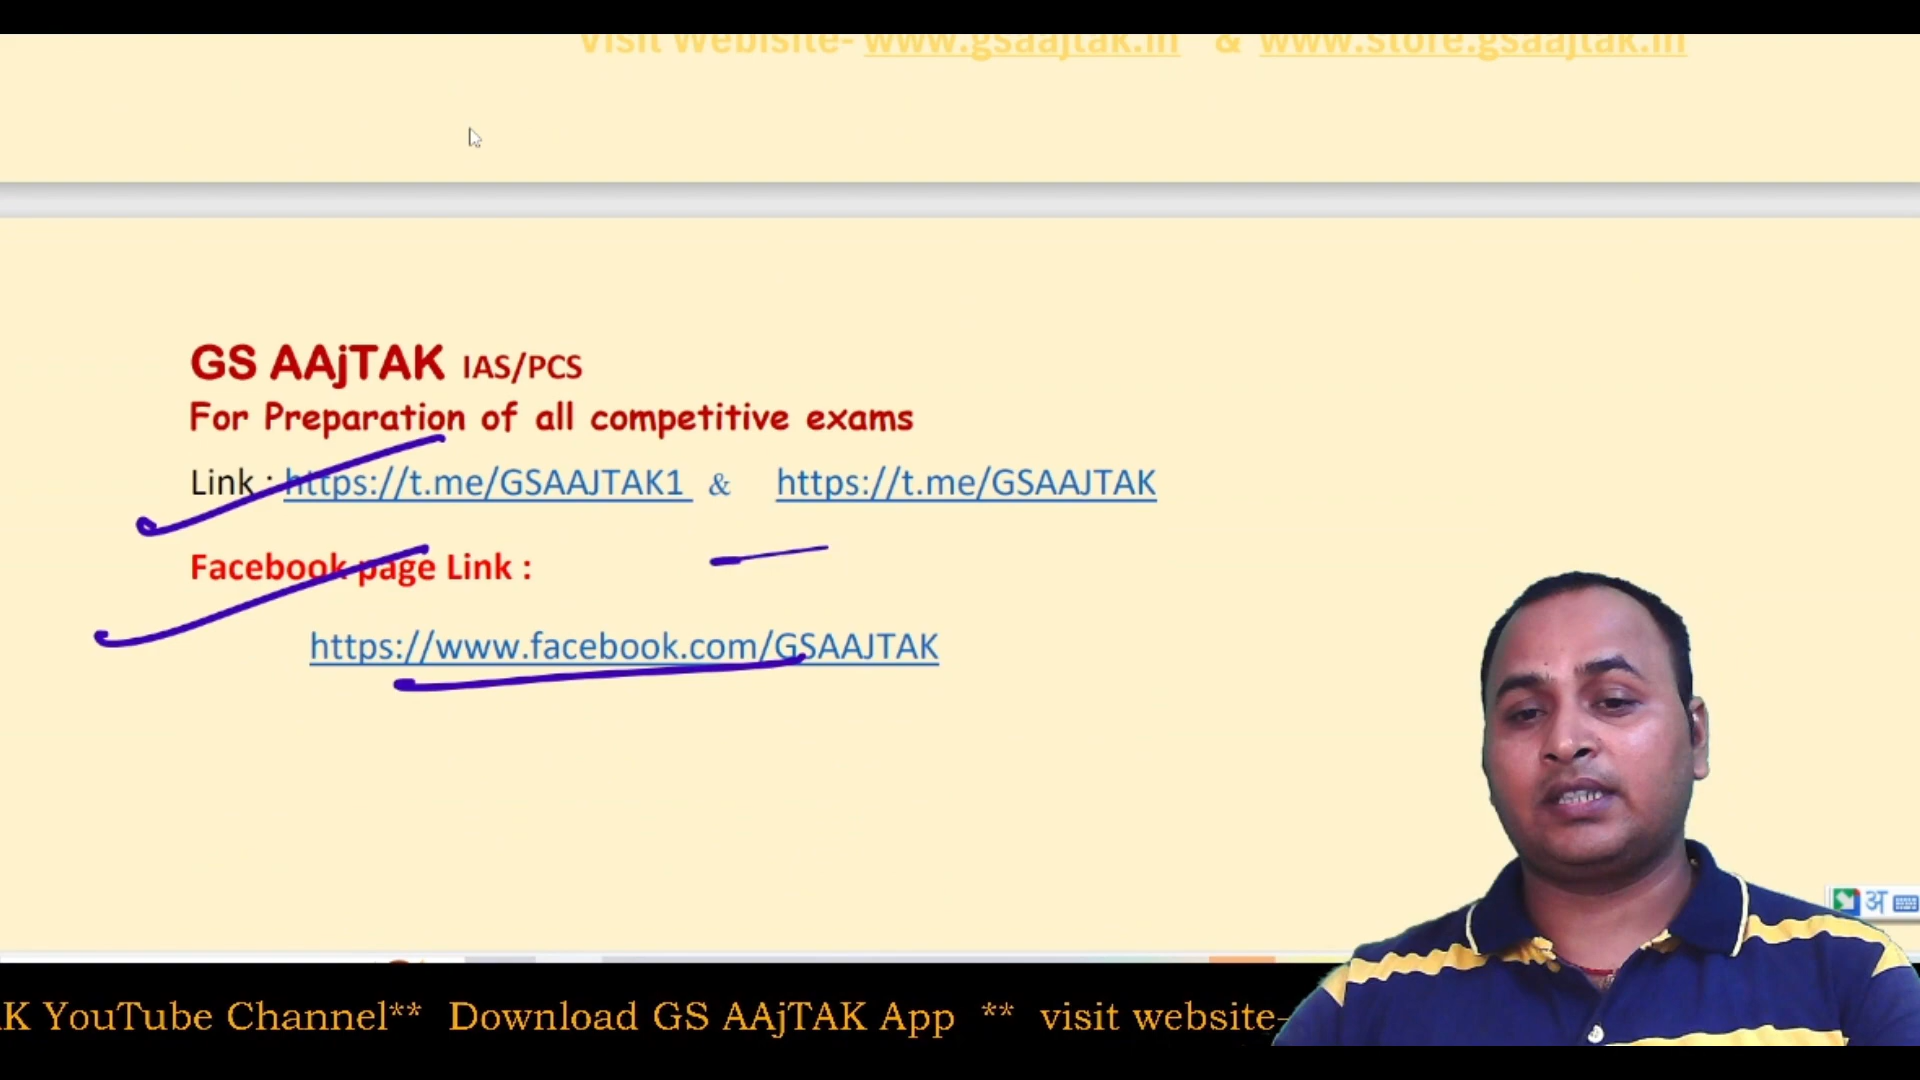 Visit Webisite- www.gsaajtak.in & www.store.gsaajtak.in
GS AAjTAK IAS/PCS
For Preparation of all competitive exams
Link : https://t.me/GSAAJTAK1 & https://t.me/GSAAJTAK
Facebook page Link :
https://www.facebook.com/GSAAJTAK
अ
K YouTube Channel** Download GS AAjTAK App ** visit website-